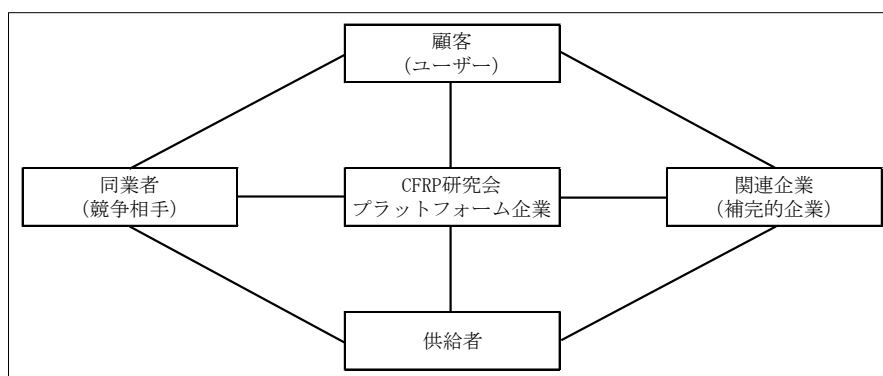 顧客
(ユーザー)
同業者
(競争相手)
CFRP研究会
プラットフォーム企業
関連企業
(補完的企業)
供給者